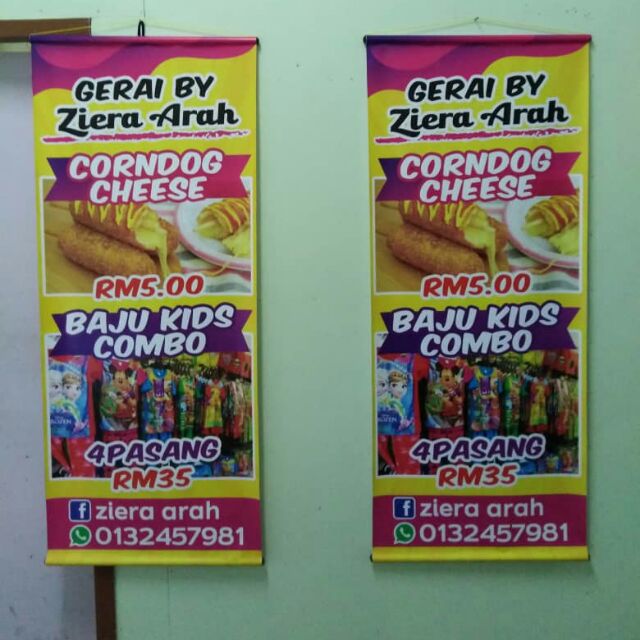 GERAI BY
Ziera Arah
CORNDOG
CHEESE
RM5.00
BAJU KIDS
COMBO
FROZEN
4PASANG
RM35
ziera arah
0132457981
GERAI BY
Ziera Arah
CORNDOG
CHEESE
RM5.00
BAJU KIDS
COMBO
4PASANG
RM35
ziera arah
0132457981